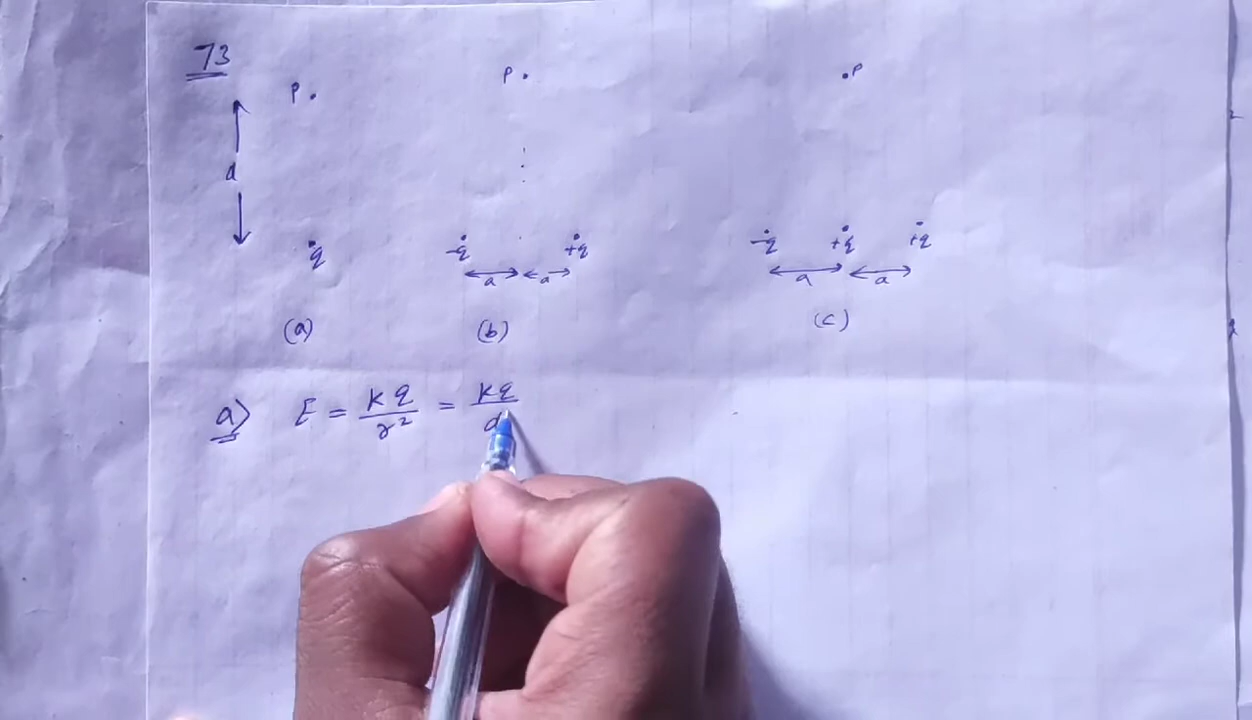 73
P. P. .P
d
q -q +q -q +q +q
a a a a
(a) (b) (c)
a> E = Kq/r² = Kq/d